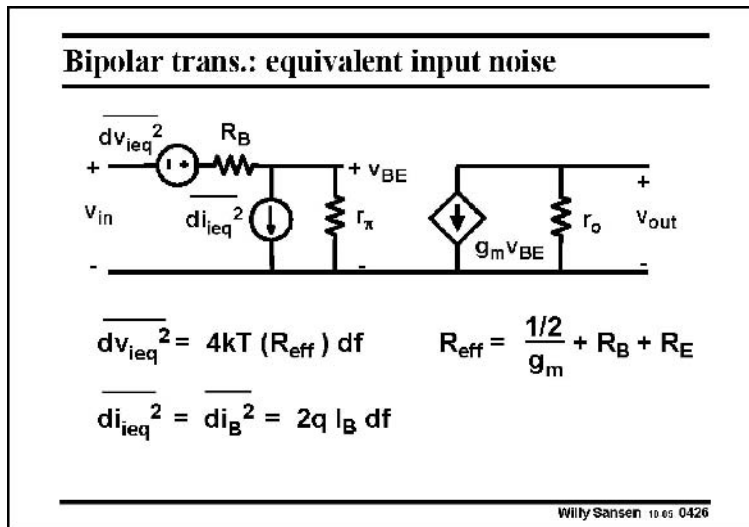 Bipolar trans.: equivalent input noise
dv_ieq² R_B
+ + v_BE +
v_in di_ieq² r_π g_m v_BE r_o v_out
- - -
dv_ieq² = 4kT (R_eff) df R_eff = 1/2 / g_m + R_B + R_E
di_ieq² = di_B² = 2q I_B df
Willy Sansen 10-05 0426